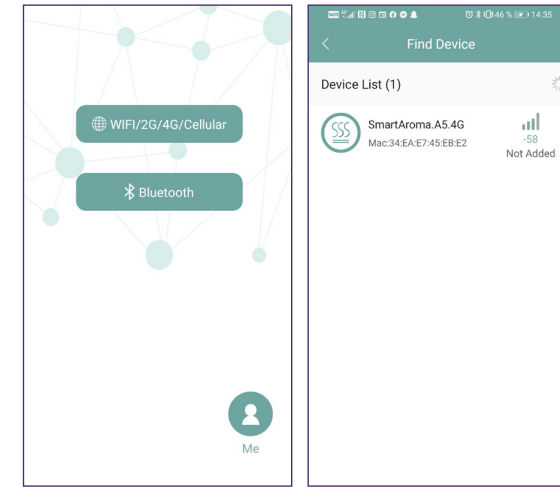 WIFI/2G/4G/Cellular
Bluetooth
Me
46 % 14:35
Find Device
Device List (1)
SmartAroma.A5.4G
Mac:34:EA:E7:45:EB:E2
-58
Not Added